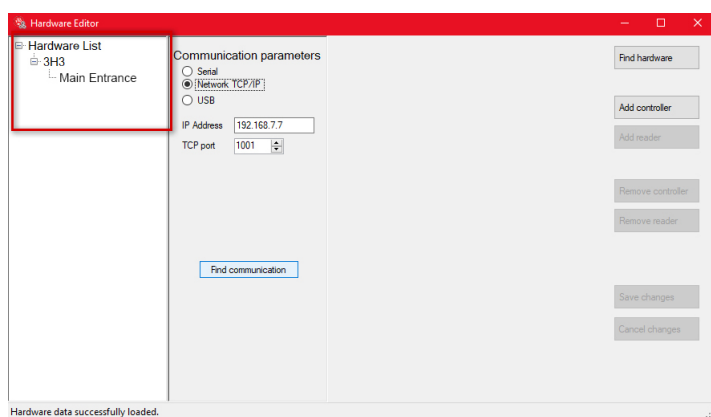 Hardware Editor
Hardware List
3H3
Main Entrance
Communication parameters
Serial
Network TCP/IP
USB
IP Address 192.168.7.7
TCP port 1001
Find communication
Find hardware
Add controller
Add reader
Remove controller
Remove reader
Save changes
Cancel changes
Hardware data successfully loaded.